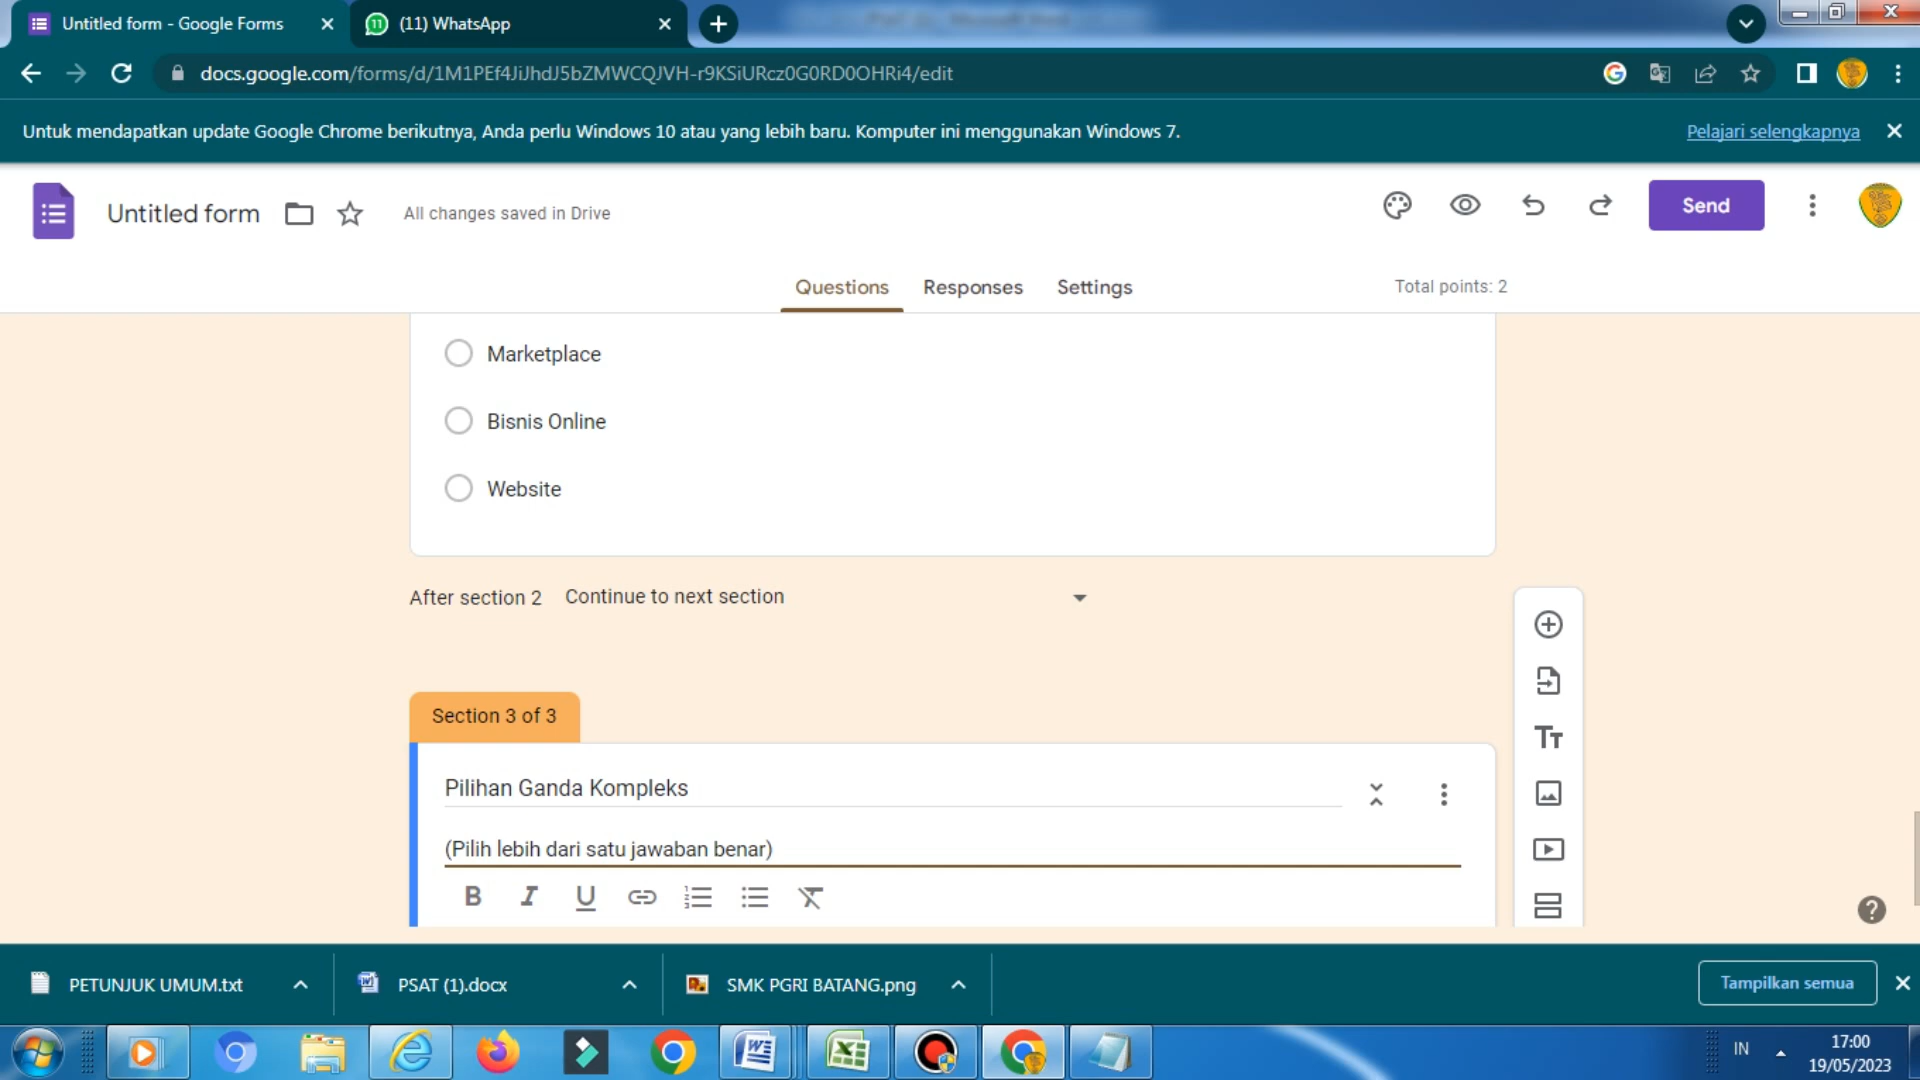 Untitled form - Google Forms
(11) WhatsApp
docs.google.com/forms/d/1M1PEf4JiJhdJ5bZMWCQJVH-r9KSiURcz0G0RD0OHRi4/edit
Untuk mendapatkan update Google Chrome berikutnya, Anda perlu Windows 10 atau yang lebih baru. Komputer ini menggunakan Windows 7.
Pelajari selengkapnya
Untitled form
All changes saved in Drive
Send
Questions
Responses
Settings
Total points: 2
Marketplace
Bisnis Online
Website
After section 2
Continue to next section
Section 3 of 3
Pilihan Ganda Kompleks
(Pilih lebih dari satu jawaban benar)
PETUNJUK UMUM.txt
PSAT (1).docx
SMK PGRI BATANG.png
Tampilkan semua
IN
17:00
19/05/2023